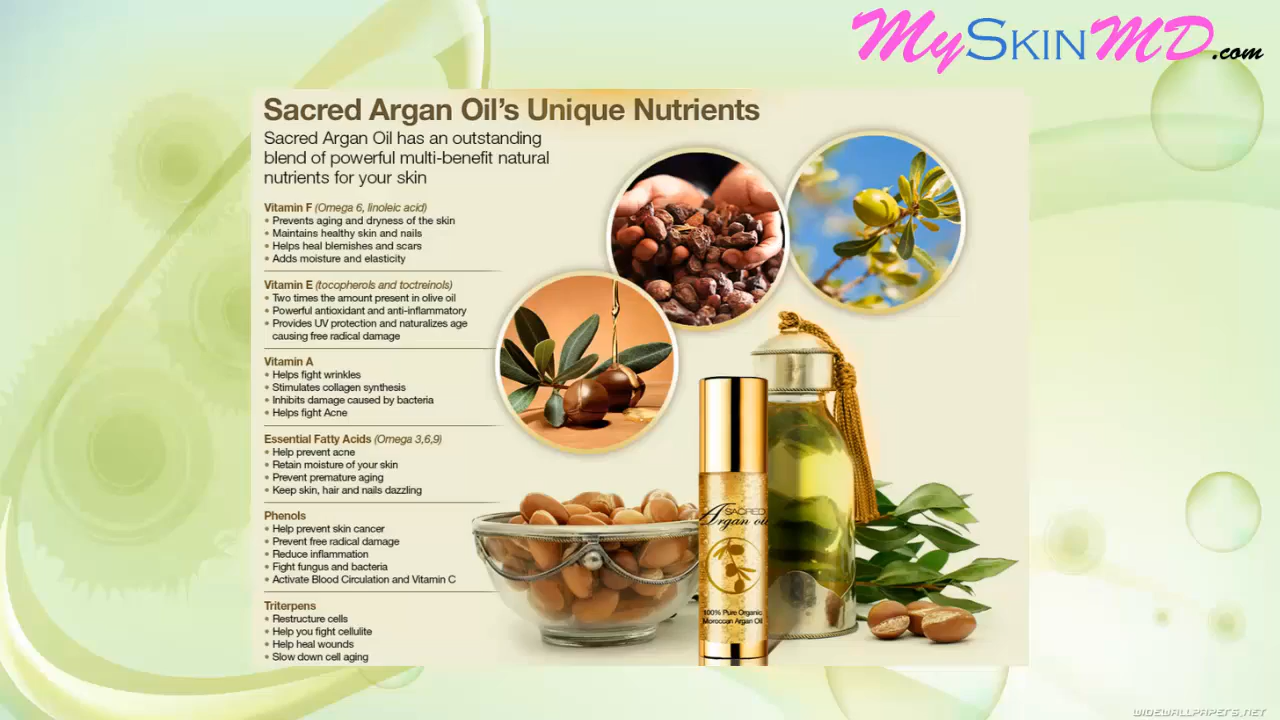 MySkinMD.com
Sacred Argan Oil's Unique Nutrients
Sacred Argan Oil has an outstanding
blend of powerful multi-benefit natural
nutrients for your skin
Vitamin F (Omega 6, linoleic acid)
• Prevents aging and dryness of the skin
• Maintains healthy skin and nails
• Helps heal blemishes and scars
• Adds moisture and elasticity
Vitamin E (tocopherols and toctreinols)
• Two times the amount present in olive oil
• Powerful antioxidant and anti-inflammatory
• Provides UV protection and naturalizes age
causing free radical damage
Vitamin A
• Helps fight wrinkles
• Stimulates collagen synthesis
• Inhibits damage caused by bacteria
• Helps fight Acne
Essential Fatty Acids (Omega 3,6,9)
• Help prevent acne
• Retain moisture of your skin
• Prevent premature aging
• Keep skin, hair and nails dazzling
Phenols
• Help prevent skin cancer
• Prevent free radical damage
• Reduce inflammation
• Fight fungus and bacteria
• Activate Blood Circulation and Vitamin C
Triterpens
• Restructure cells
• Help you fight cellulite
• Help heal wounds
• Slow down cell aging
SACRED
Argan oil
100% Pure Organic
Moroccan Argan Oil
WIDEWALLPAPERS.NET